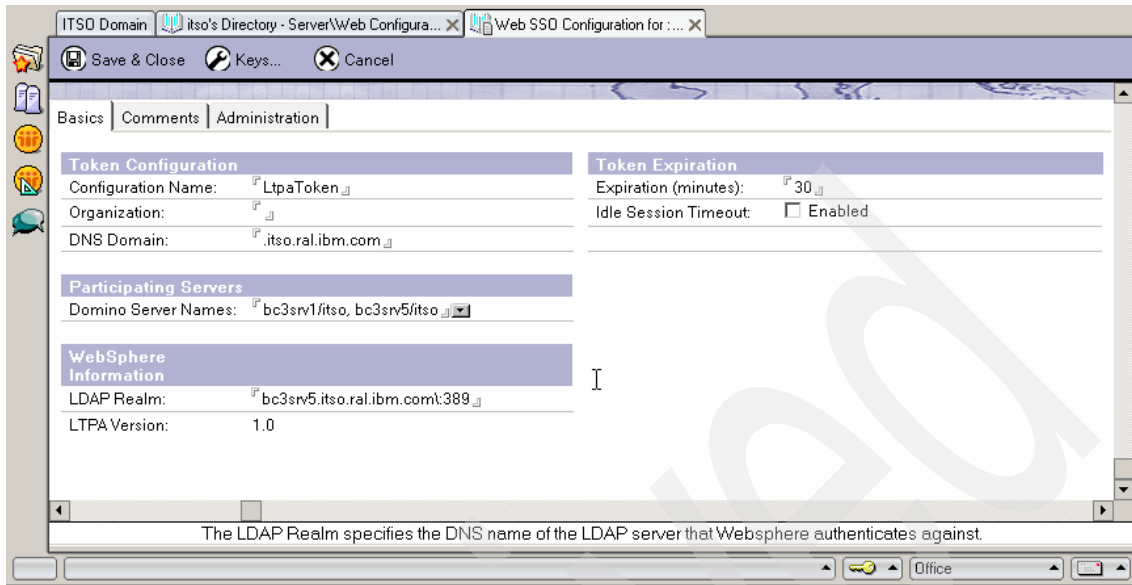 ITSO Domain itso's Directory - Server\Web Configura... Web SSO Configuration for :...
Save & Close Keys... Cancel
Basics Comments Administration
Token Configuration
Configuration Name: LtpaToken
Organization:
DNS Domain: .itso.ral.ibm.com
Token Expiration
Expiration (minutes): 30
Idle Session Timeout: Enabled
Participating Servers
Domino Server Names: bc3srv1/itso, bc3srv5/itso
WebSphere
Information
LDAP Realm: bc3srv5.itso.ral.ibm.com\:389
LTPA Version: 1.0
The LDAP Realm specifies the DNS name of the LDAP server that Websphere authenticates against.
Office